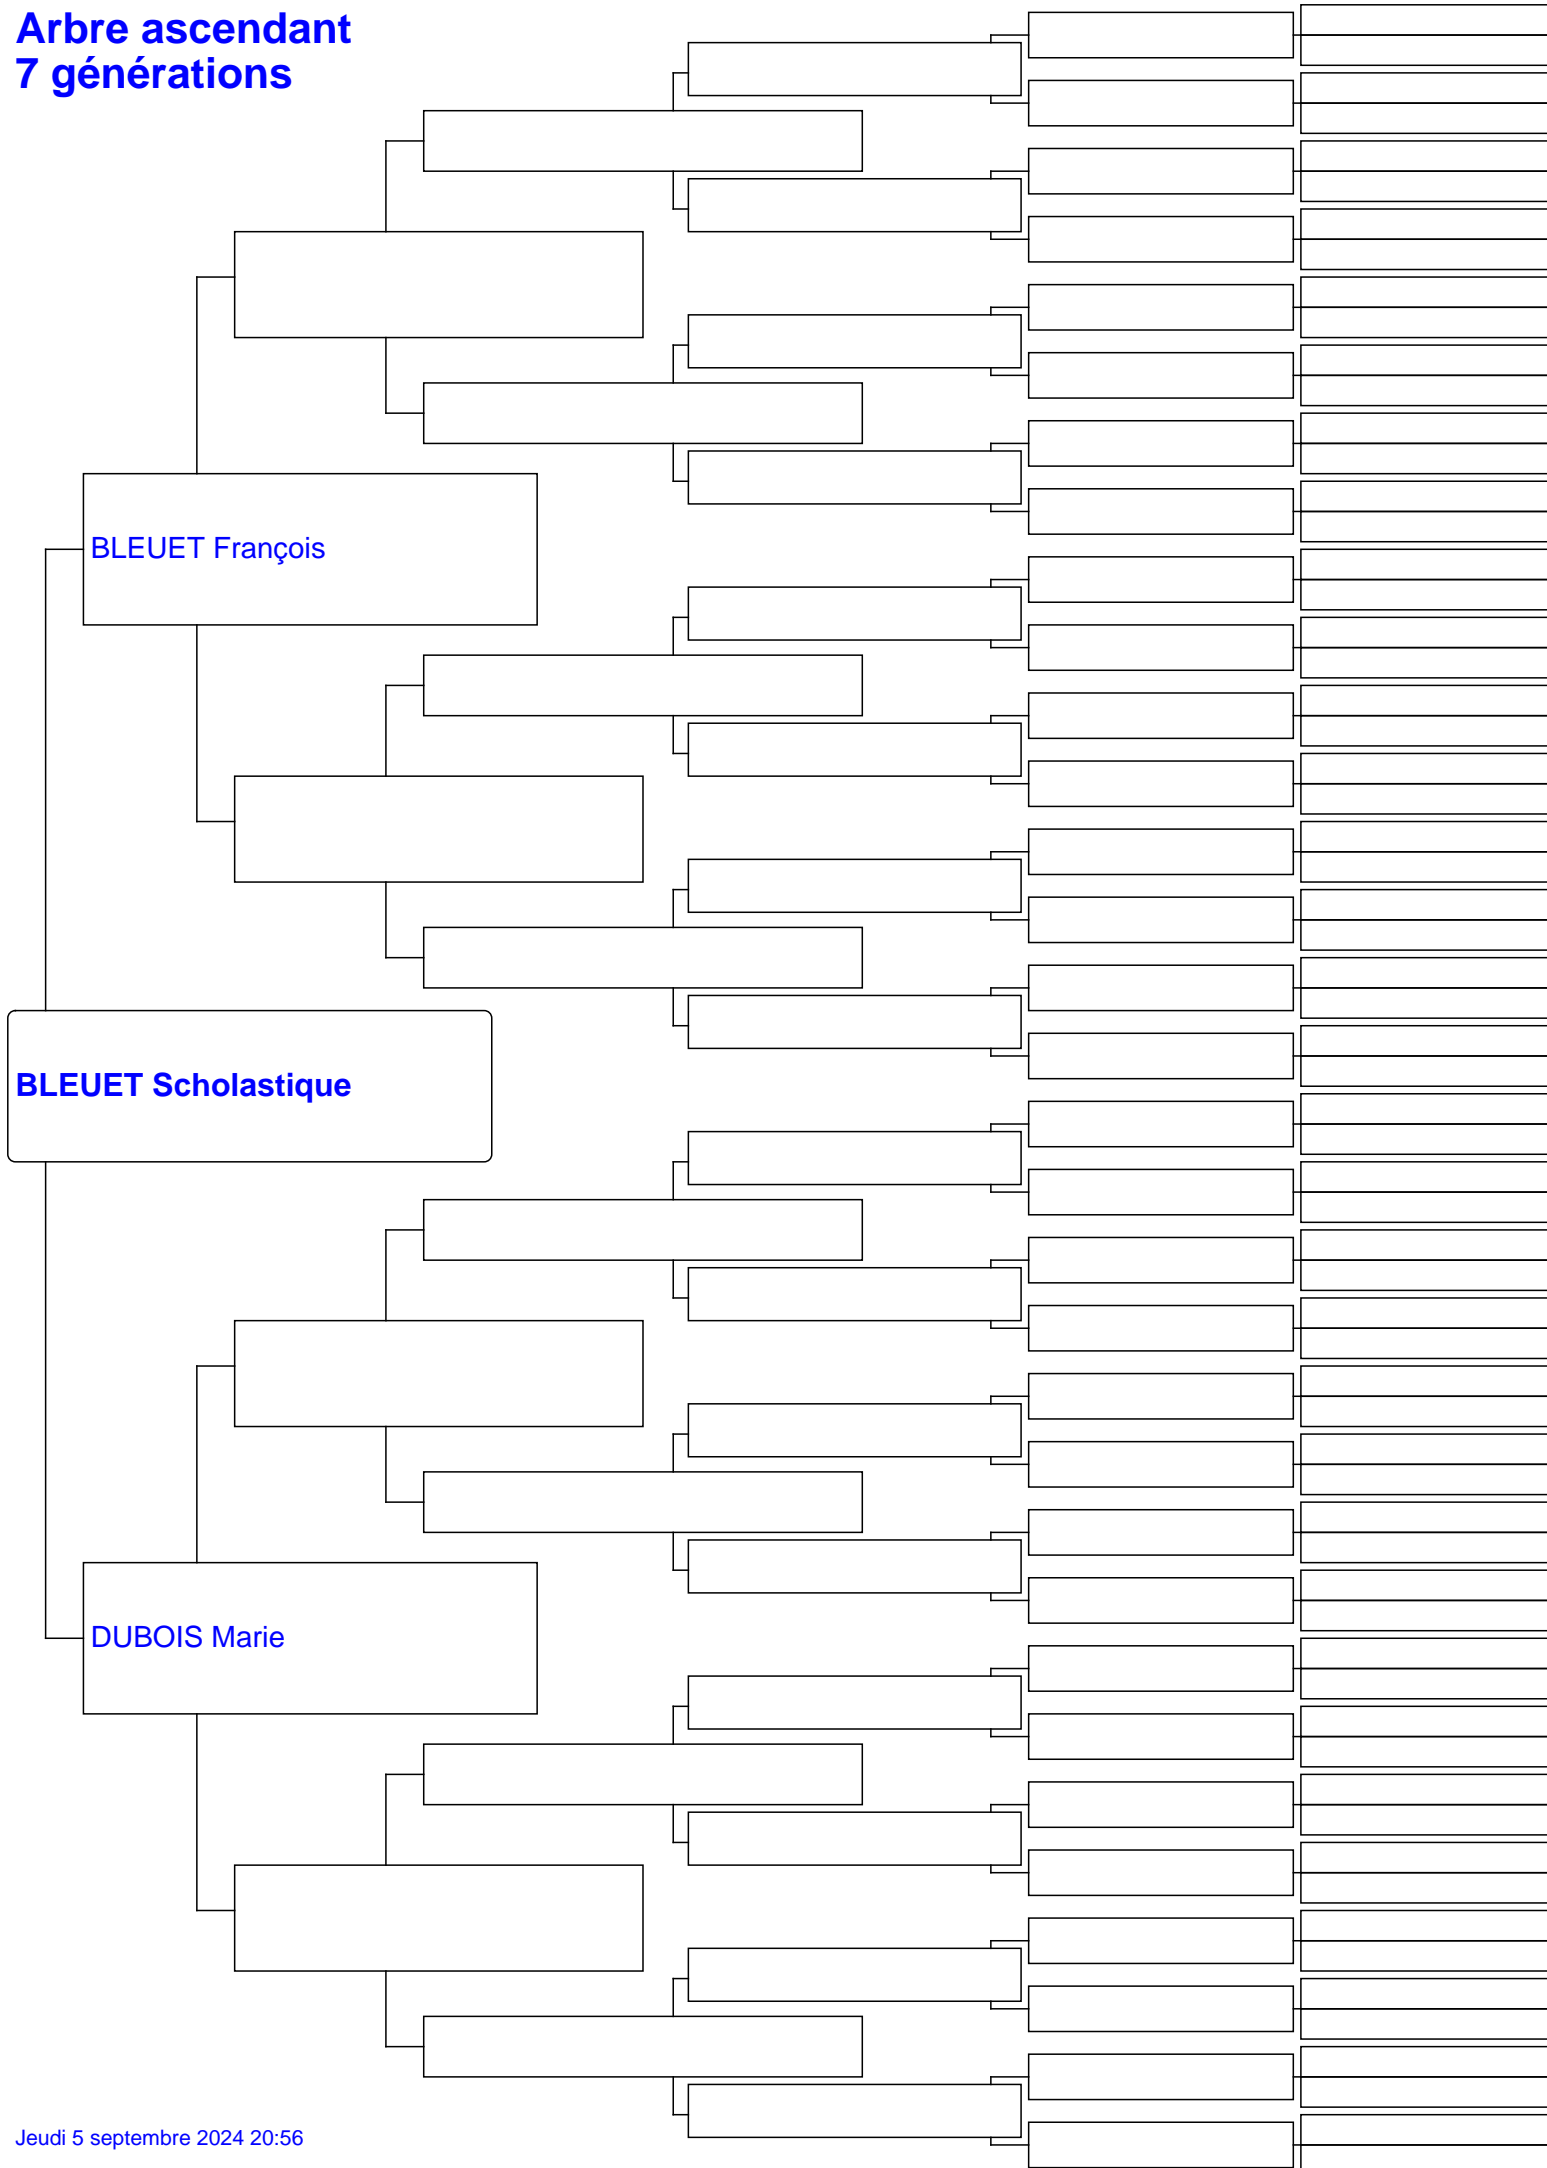 Arbre ascendant
7 générations
BLEUET François
BLEUET Scholastique
DUBOIS Marie
Jeudi 5 septembre 2024 20:56